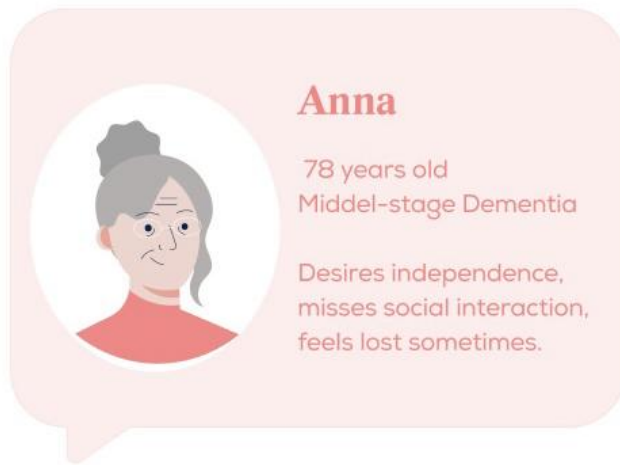 Anna
78 years old
Middel-stage Dementia
Desires independence,
misses social interaction,
feels lost sometimes.